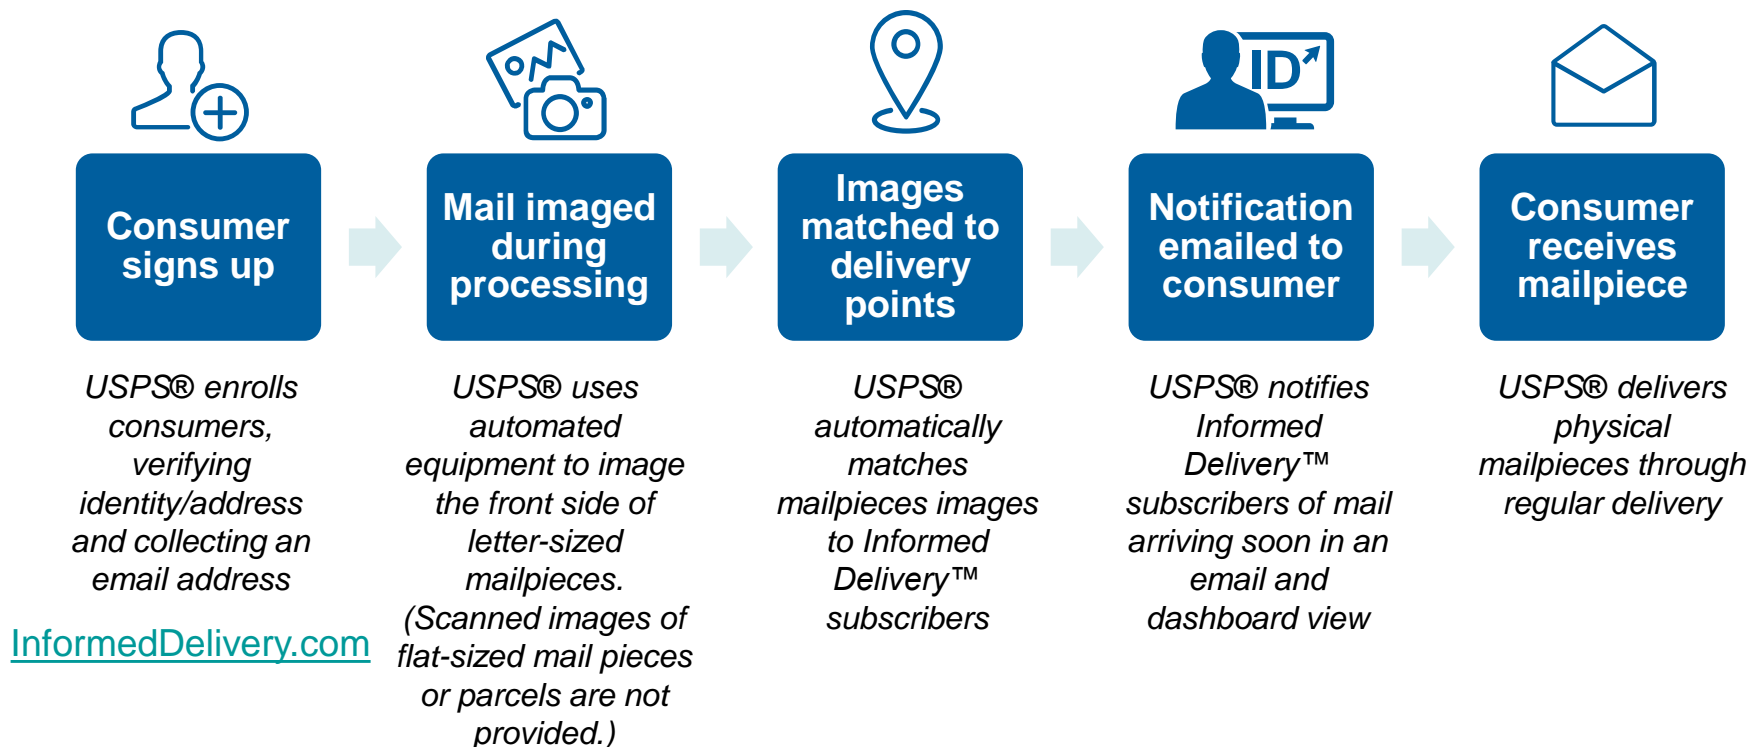 ID
Consumer
signs up
Mail imaged
during
processing
Images
matched to
delivery
points
Notification
emailed to
consumer
Consumer
receives
mailpiece
USPS® enrolls
consumers,
verifying
identity/address
and collecting an
email address
InformedDelivery.com
USPS® uses
automated
equipment to image
the front side of
letter-sized
mailpieces.
(Scanned images of
flat-sized mail pieces
or parcels are not
provided.)
USPS®
automatically
matches
mailpieces images
to Informed
Delivery™
subscribers
USPS® notifies
Informed
Delivery™
subscribers of mail
arriving soon in an
email and
dashboard view
USPS® delivers
physical
mailpieces through
regular delivery